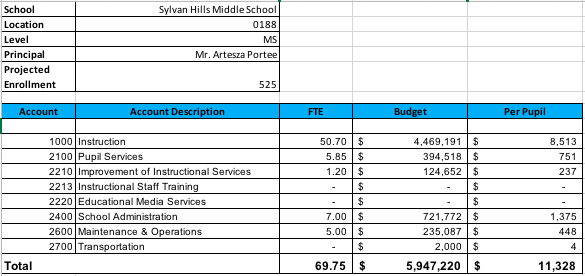 School Sylvan Hills Middle School
Location 0188
Level MS
Principal Mr. Artesza Portee
Projected
Enrollment 525
Account Account Description FTE Budget Per Pupil
1000 Instruction 50.70 $ 4,469,191 $ 8,513
2100 Pupil Services 5.85 $ 394,518 $ 751
2210 Improvement of Instructional Services 1.20 $ 124,652 $ 237
2213 Instructional Staff Training - $ - $ -
2220 Educational Media Services - $ - $ -
2400 School Administration 7.00 $ 721,772 $ 1,375
2600 Maintenance & Operations 5.00 $ 235,087 $ 448
2700 Transportation - $ 2,000 $ 4
Total 69.75 $ 5,947,220 $ 11,328